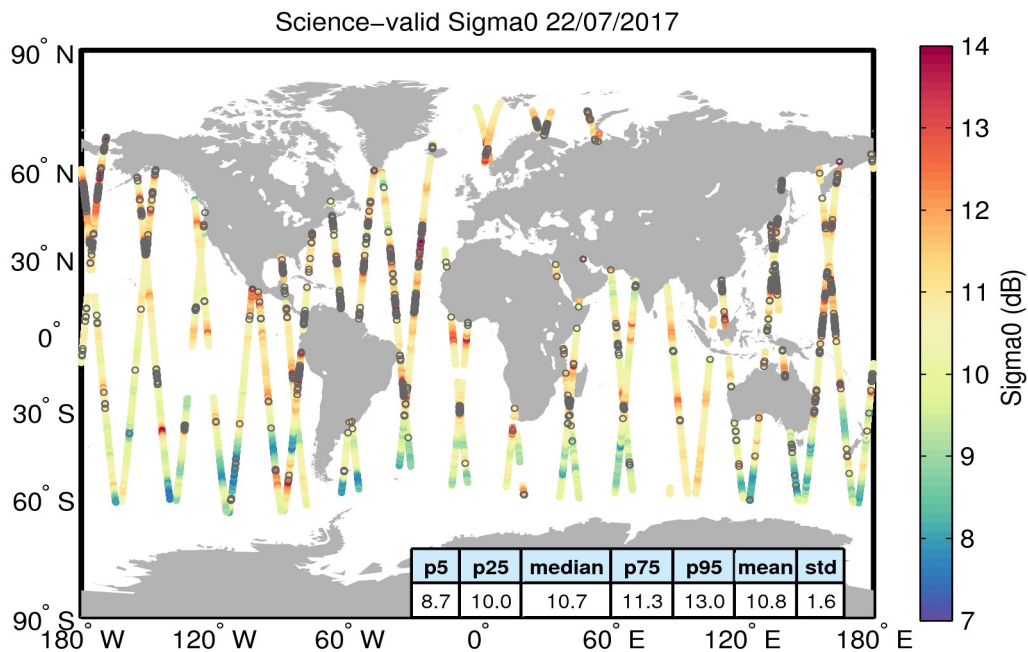 Science−valid Sigma0 22/07/2017
90° N
60° N
30° N
0°
30° S
60° S
90° S
180° W
120° W
60° W
0°
60° E
120° E
180° E
p5 p25 median p75 p95 mean std
8.7 10.0 10.7 11.3 13.0 10.8 1.6
14
13
12
11
10
9
8
7
Sigma0 (dB)